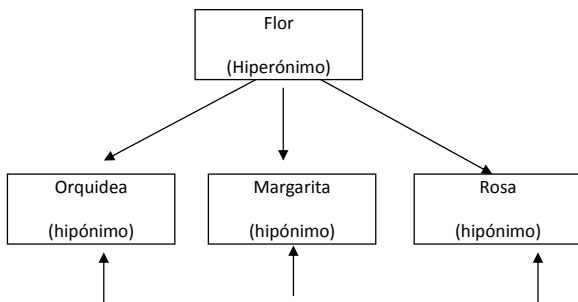 Flor
(Hiperónimo)
Orquidea
(hipónimo)
Margarita
(hipónimo)
Rosa
(hipónimo)